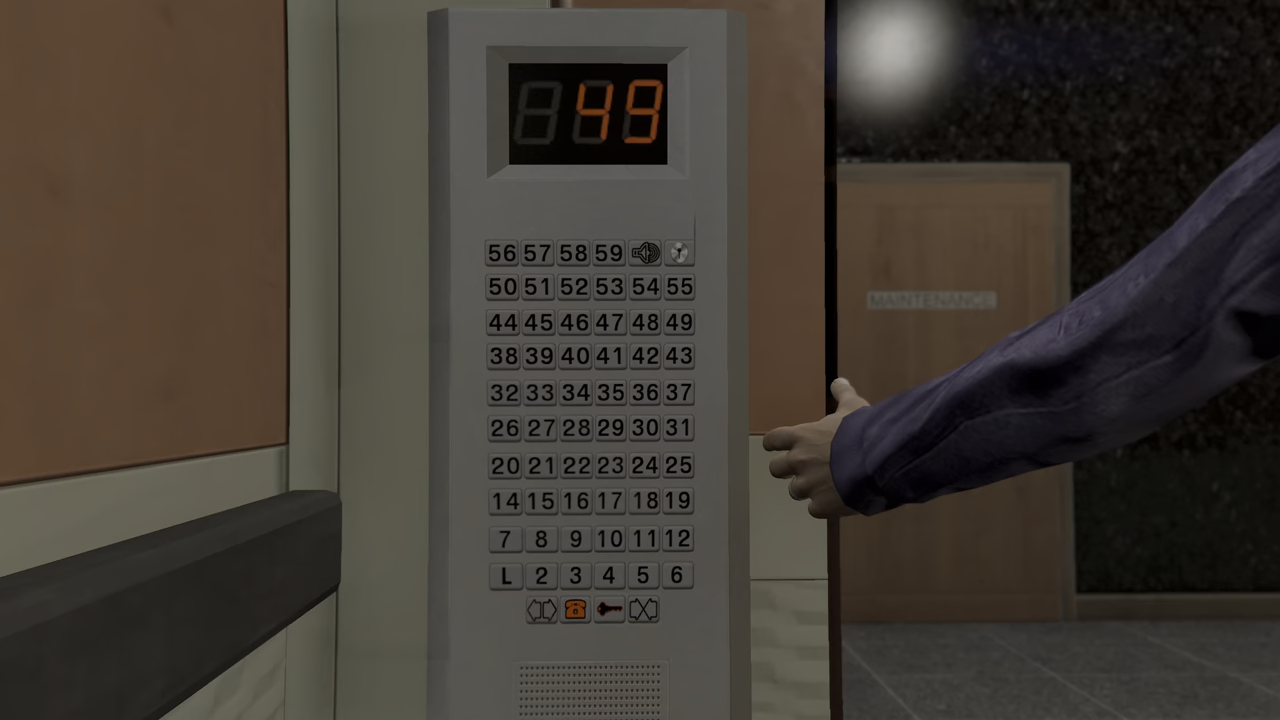 49
56 57 58 59
50 51 52 53 54 55
44 45 46 47 48 49
38 39 40 41 42 43
32 33 34 35 36 37
26 27 28 29 30 31
20 21 22 23 24 25
14 15 16 17 18 19
7 8 9 10 11 12
L 2 3 4 5 6
MAINTENANCE